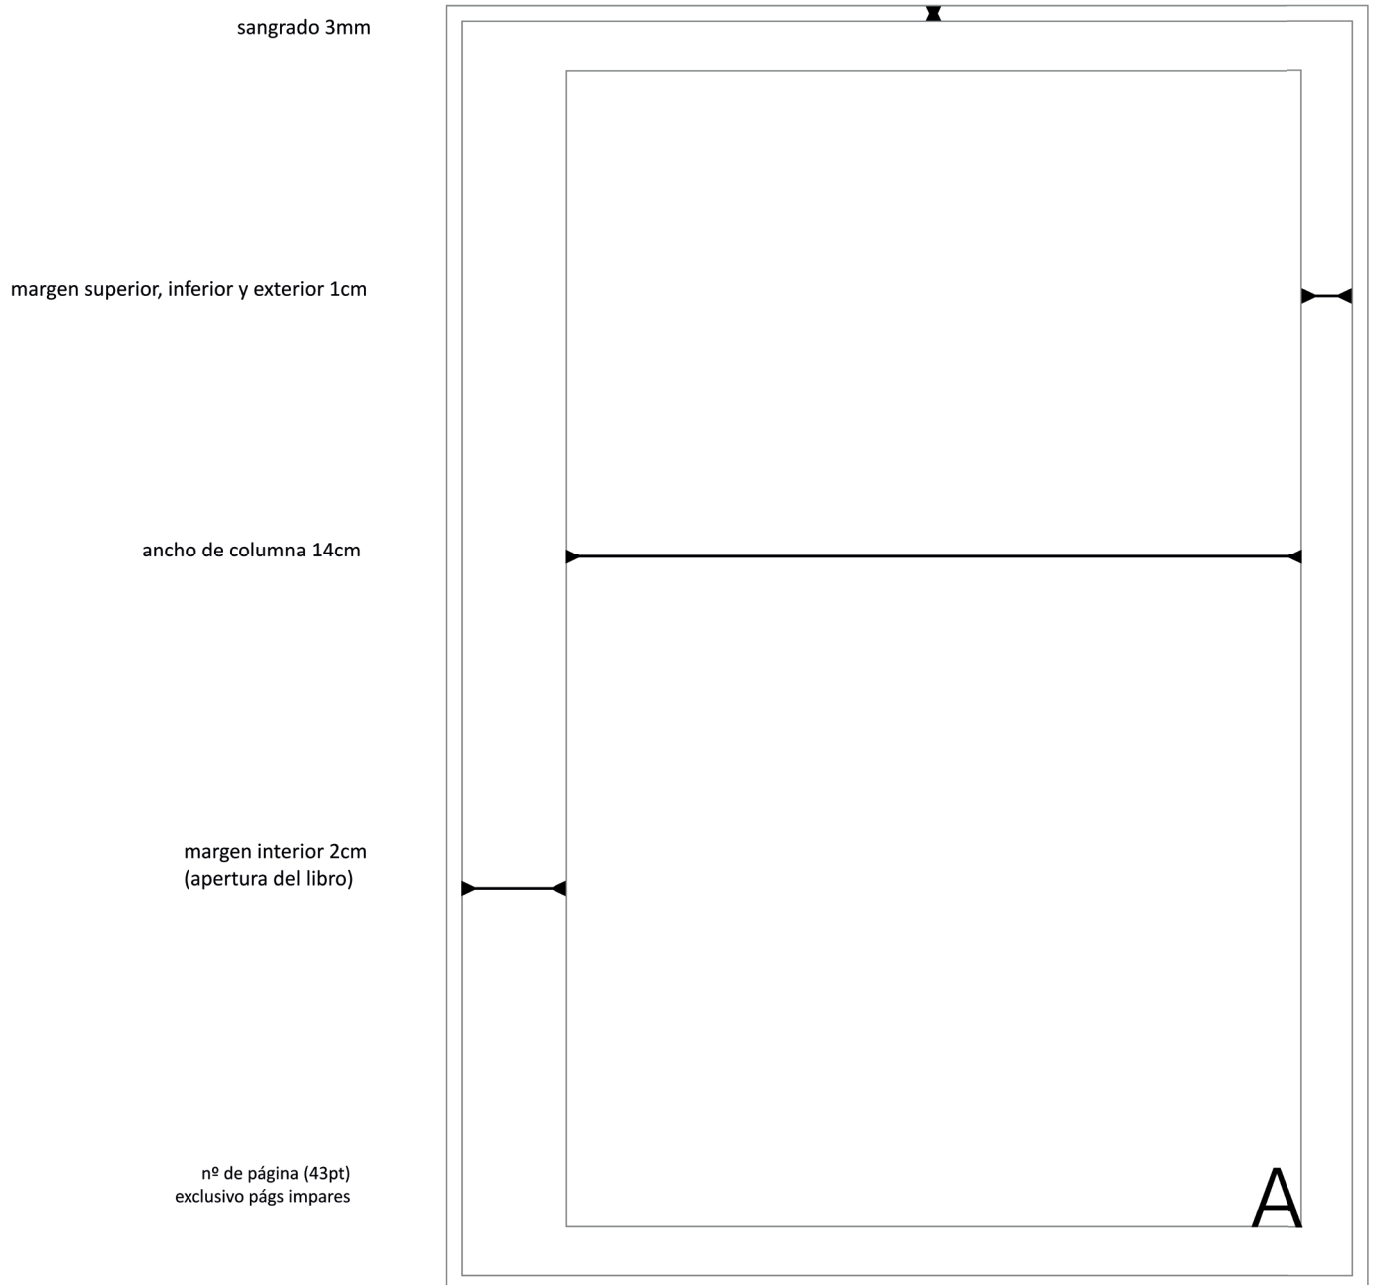 sangrado 3mm
margen superior, inferior y exterior 1cm
ancho de columna 14cm
margen interior 2cm
(apertura del libro)
nº de página (43pt)
exclusivo págs impares
A